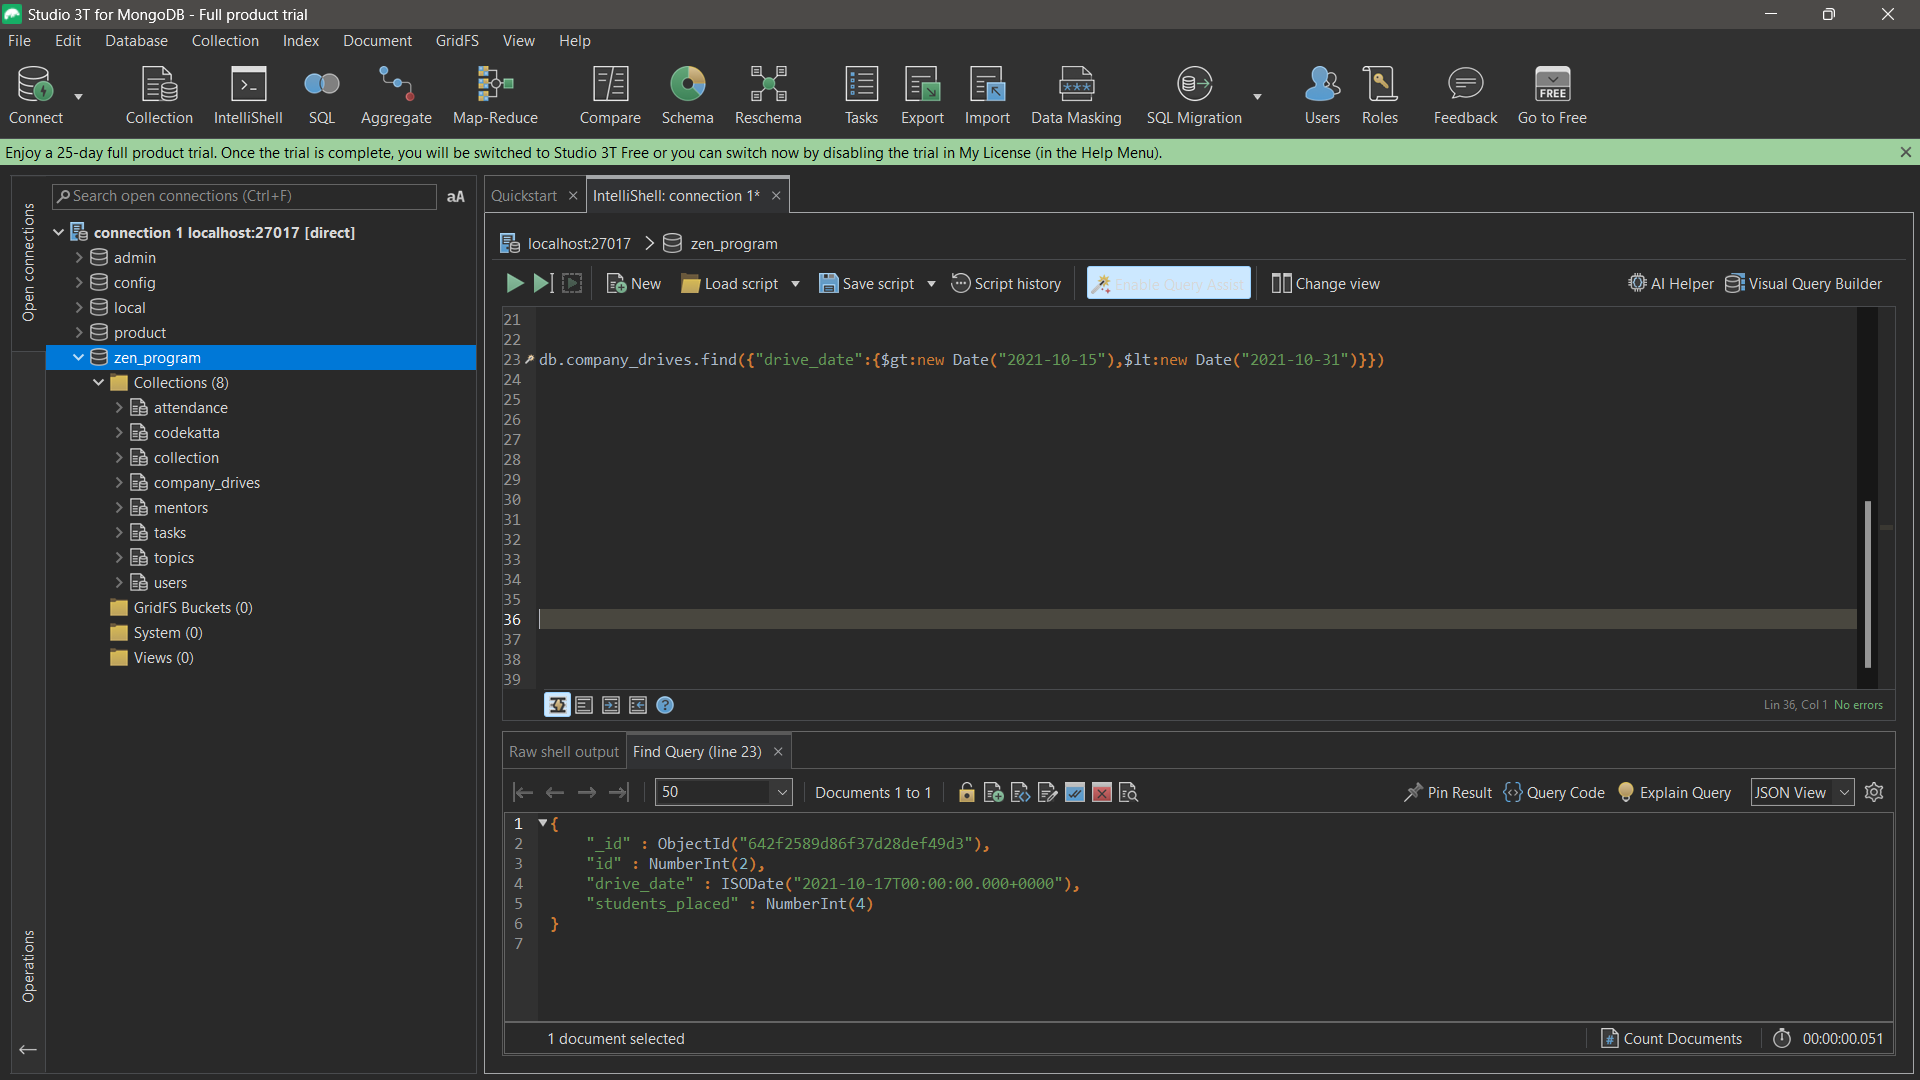 Studio 3T for MongoDB - Full product trial
File Edit Database Collection Index Document GridFS View Help
Connect Collection IntelliShell SQL Aggregate Map-Reduce Compare Schema Reschema Tasks Export Import Data Masking SQL Migration Users Roles Feedback Go to Free
FREE
Enjoy a 25-day full product trial. Once the trial is complete, you will be switched to Studio 3T Free or you can switch now by disabling the trial in My License (in the Help Menu).
Open connections
Search open connections (Ctrl+F) aA
connection 1 localhost:27017 [direct]
admin
config
local
product
zen_program
Collections (8)
attendance
codekatta
collection
company_drives
mentors
tasks
topics
users
GridFS Buckets (0)
System (0)
Views (0)
Operations
Quickstart IntelliShell: connection 1*
localhost:27017 zen_program
New Load script Save script Script history Enable Query Assist Change view AI Helper Visual Query Builder
21
22
23 db.company_drives.find({"drive_date":{$gt:new Date("2021-10-15"),$lt:new Date("2021-10-31")}})
24
25
26
27
28
29
30
31
32
33
34
35
36
37
38
39
Lin 36, Col 1 No errors
Raw shell output Find Query (line 23)
50 Documents 1 to 1 Pin Result Query Code Explain Query JSON View
1 {
2 "_id" : ObjectId("642f2589d86f37d28def49d3"),
3 "id" : NumberInt(2),
4 "drive_date" : ISODate("2021-10-17T00:00:00.000+0000"),
5 "students_placed" : NumberInt(4)
6 }
7
1 document selected Count Documents 00:00:00.051